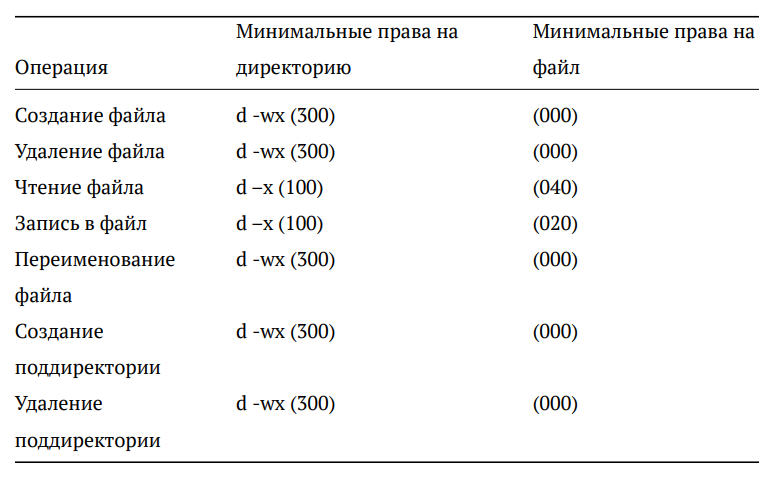 Минимальные права на Минимальные права на
Операция директорию файл
Создание файла d -wx (300) (000)
Удаление файла d -wx (300) (000)
Чтение файла d –x (100) (040)
Запись в файл d –x (100) (020)
Переименование d -wx (300) (000)
файла
Создание d -wx (300) (000)
поддиректории
Удаление d -wx (300) (000)
поддиректории